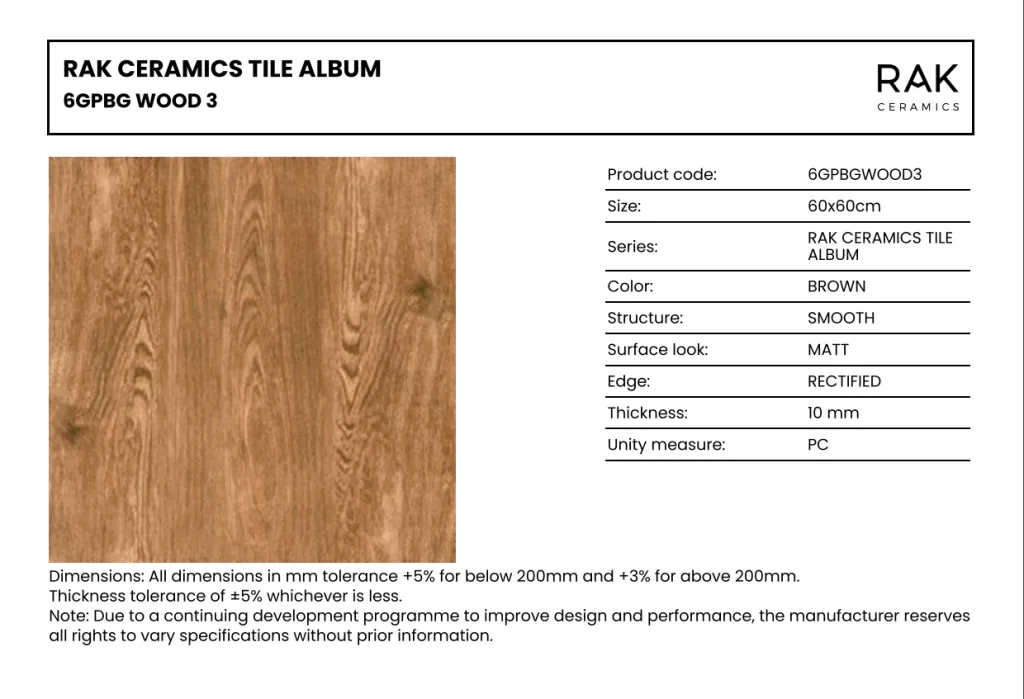 RAK CERAMICS TILE ALBUM
6GPBG WOOD 3
RAK
CERAMICS
Product code: 6GPBGWOOD3
Size: 60x60cm
Series: RAK CERAMICS TILE
ALBUM
Color: BROWN
Structure: SMOOTH
Surface look: MATT
Edge: RECTIFIED
Thickness: 10 mm
Unity measure: PC
Dimensions: All dimensions in mm tolerance +5% for below 200mm and +3% for above 200mm.
Thickness tolerance of ±5% whichever is less.
Note: Due to a continuing development programme to improve design and performance, the manufacturer reserves
all rights to vary specifications without prior information.